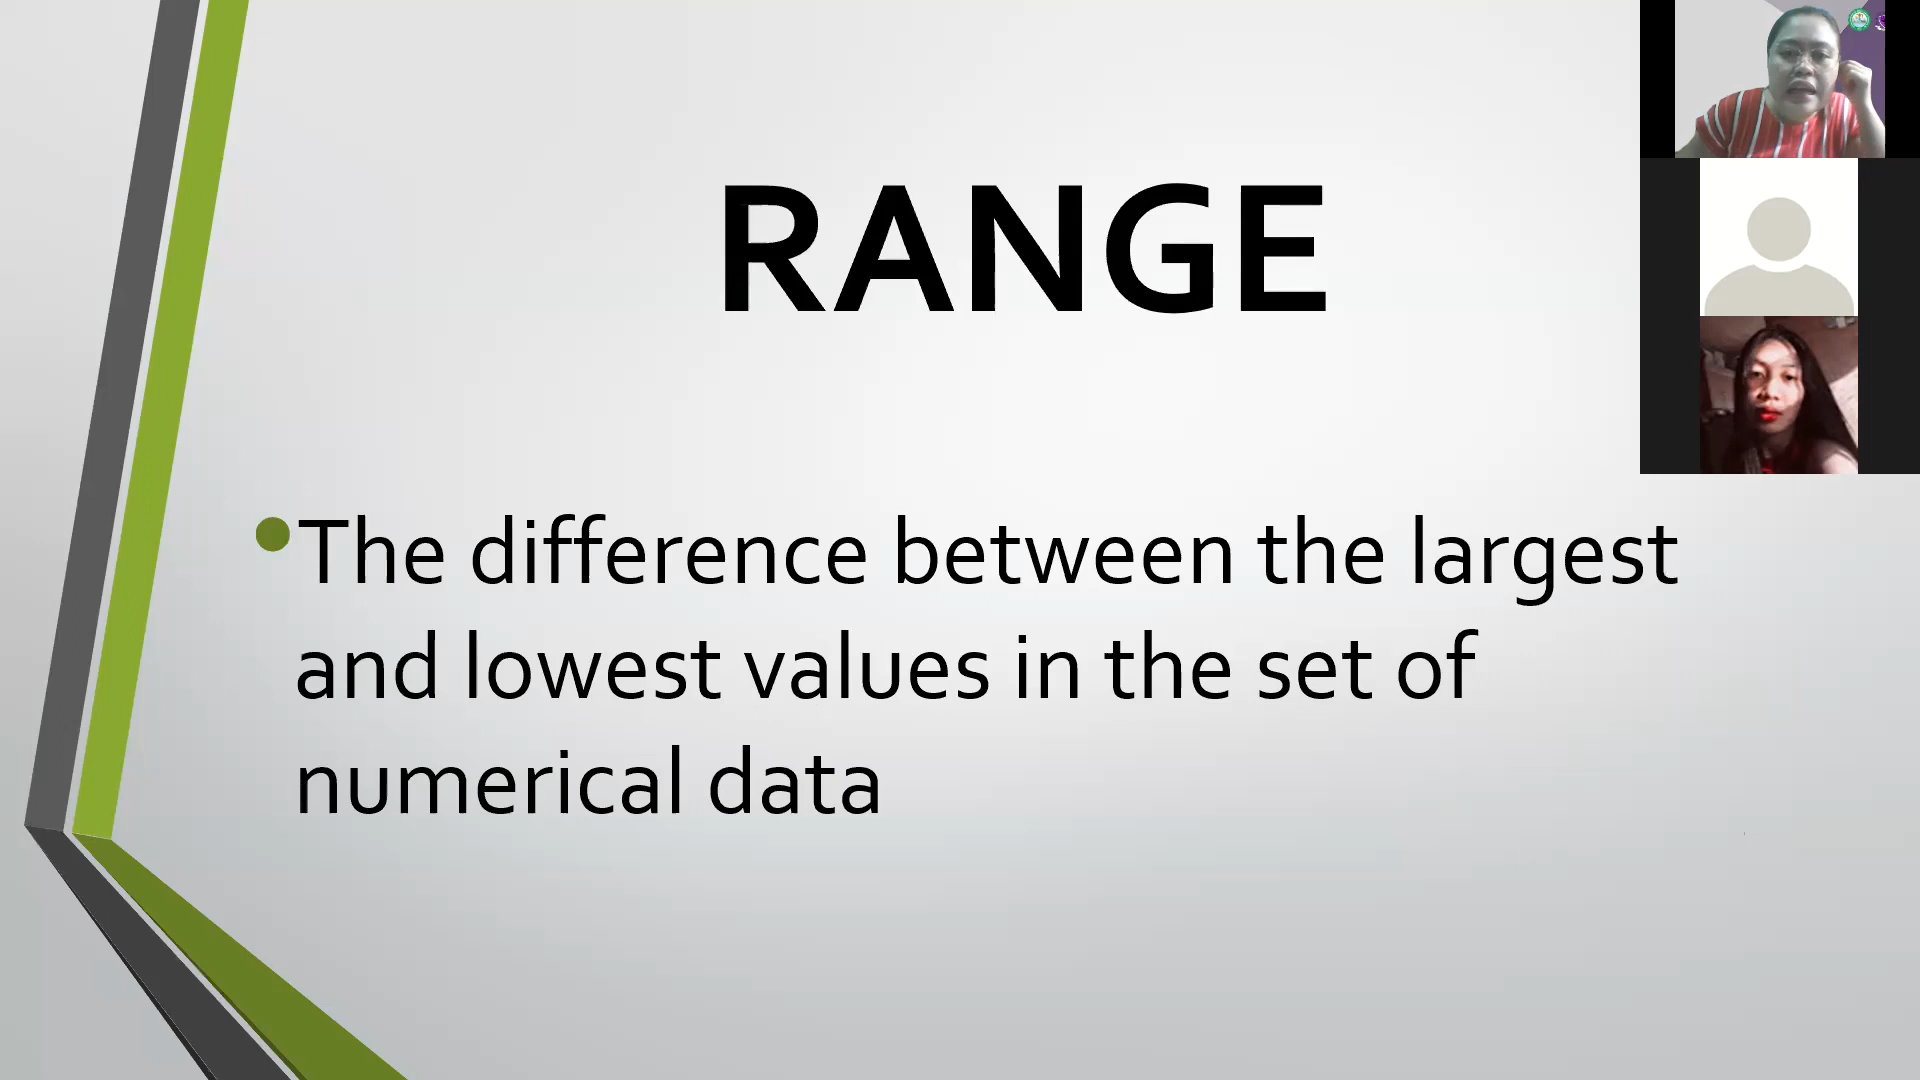 RANGE
The difference between the largest
and lowest values in the set of
numerical data